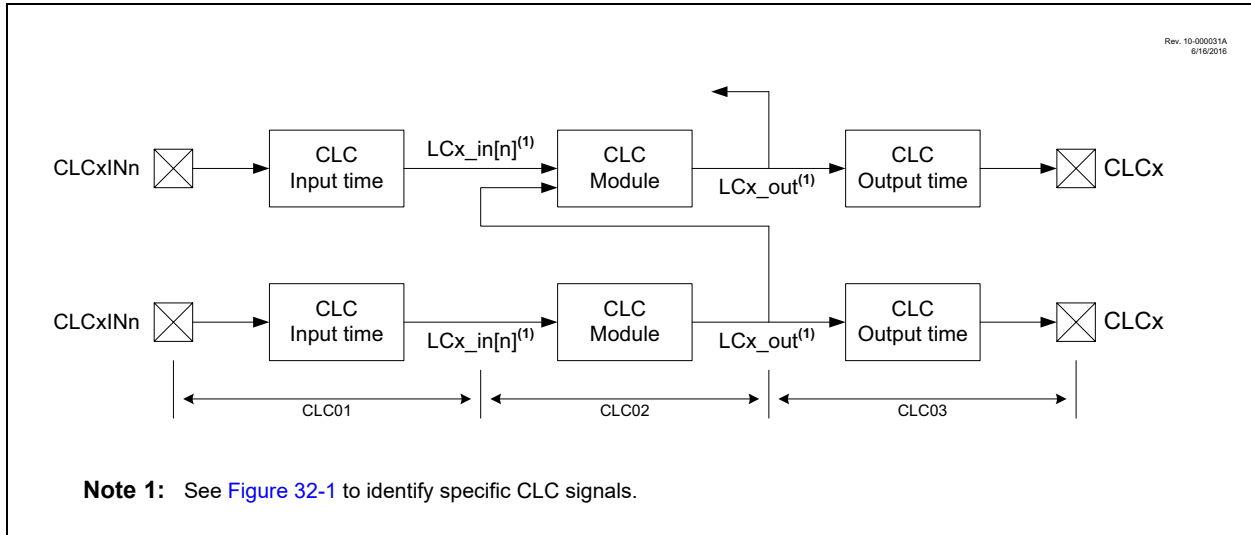 Rev. 10-000031A
6/16/2016
CLCxINn
CLC
Input time
LCx_in[n](1)
CLC
Module
LCx_out(1)
CLC
Output time
CLCx
CLCxINn
CLC
Input time
LCx_in[n](1)
CLC
Module
LCx_out(1)
CLC
Output time
CLCx
CLC01
CLC02
CLC03
Note 1: See Figure 32-1 to identify specific CLC signals.